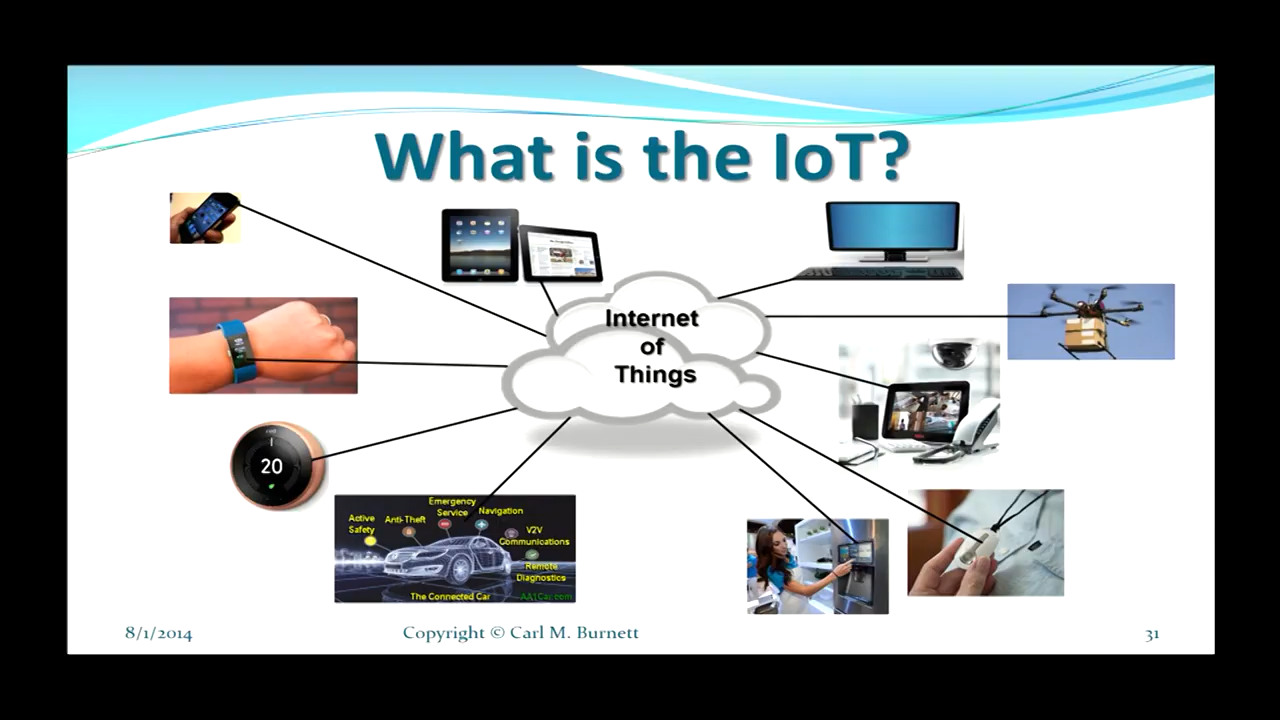 What is the IoT?
Internet
of
Things
20
Emergency
Service
Navigation
Active
Safety
Anti-Theft
V2V
Communications
Remote
Diagnostics
The Connected Car
AA1Car.com
8/1/2014
Copyright © Carl M. Burnett
31